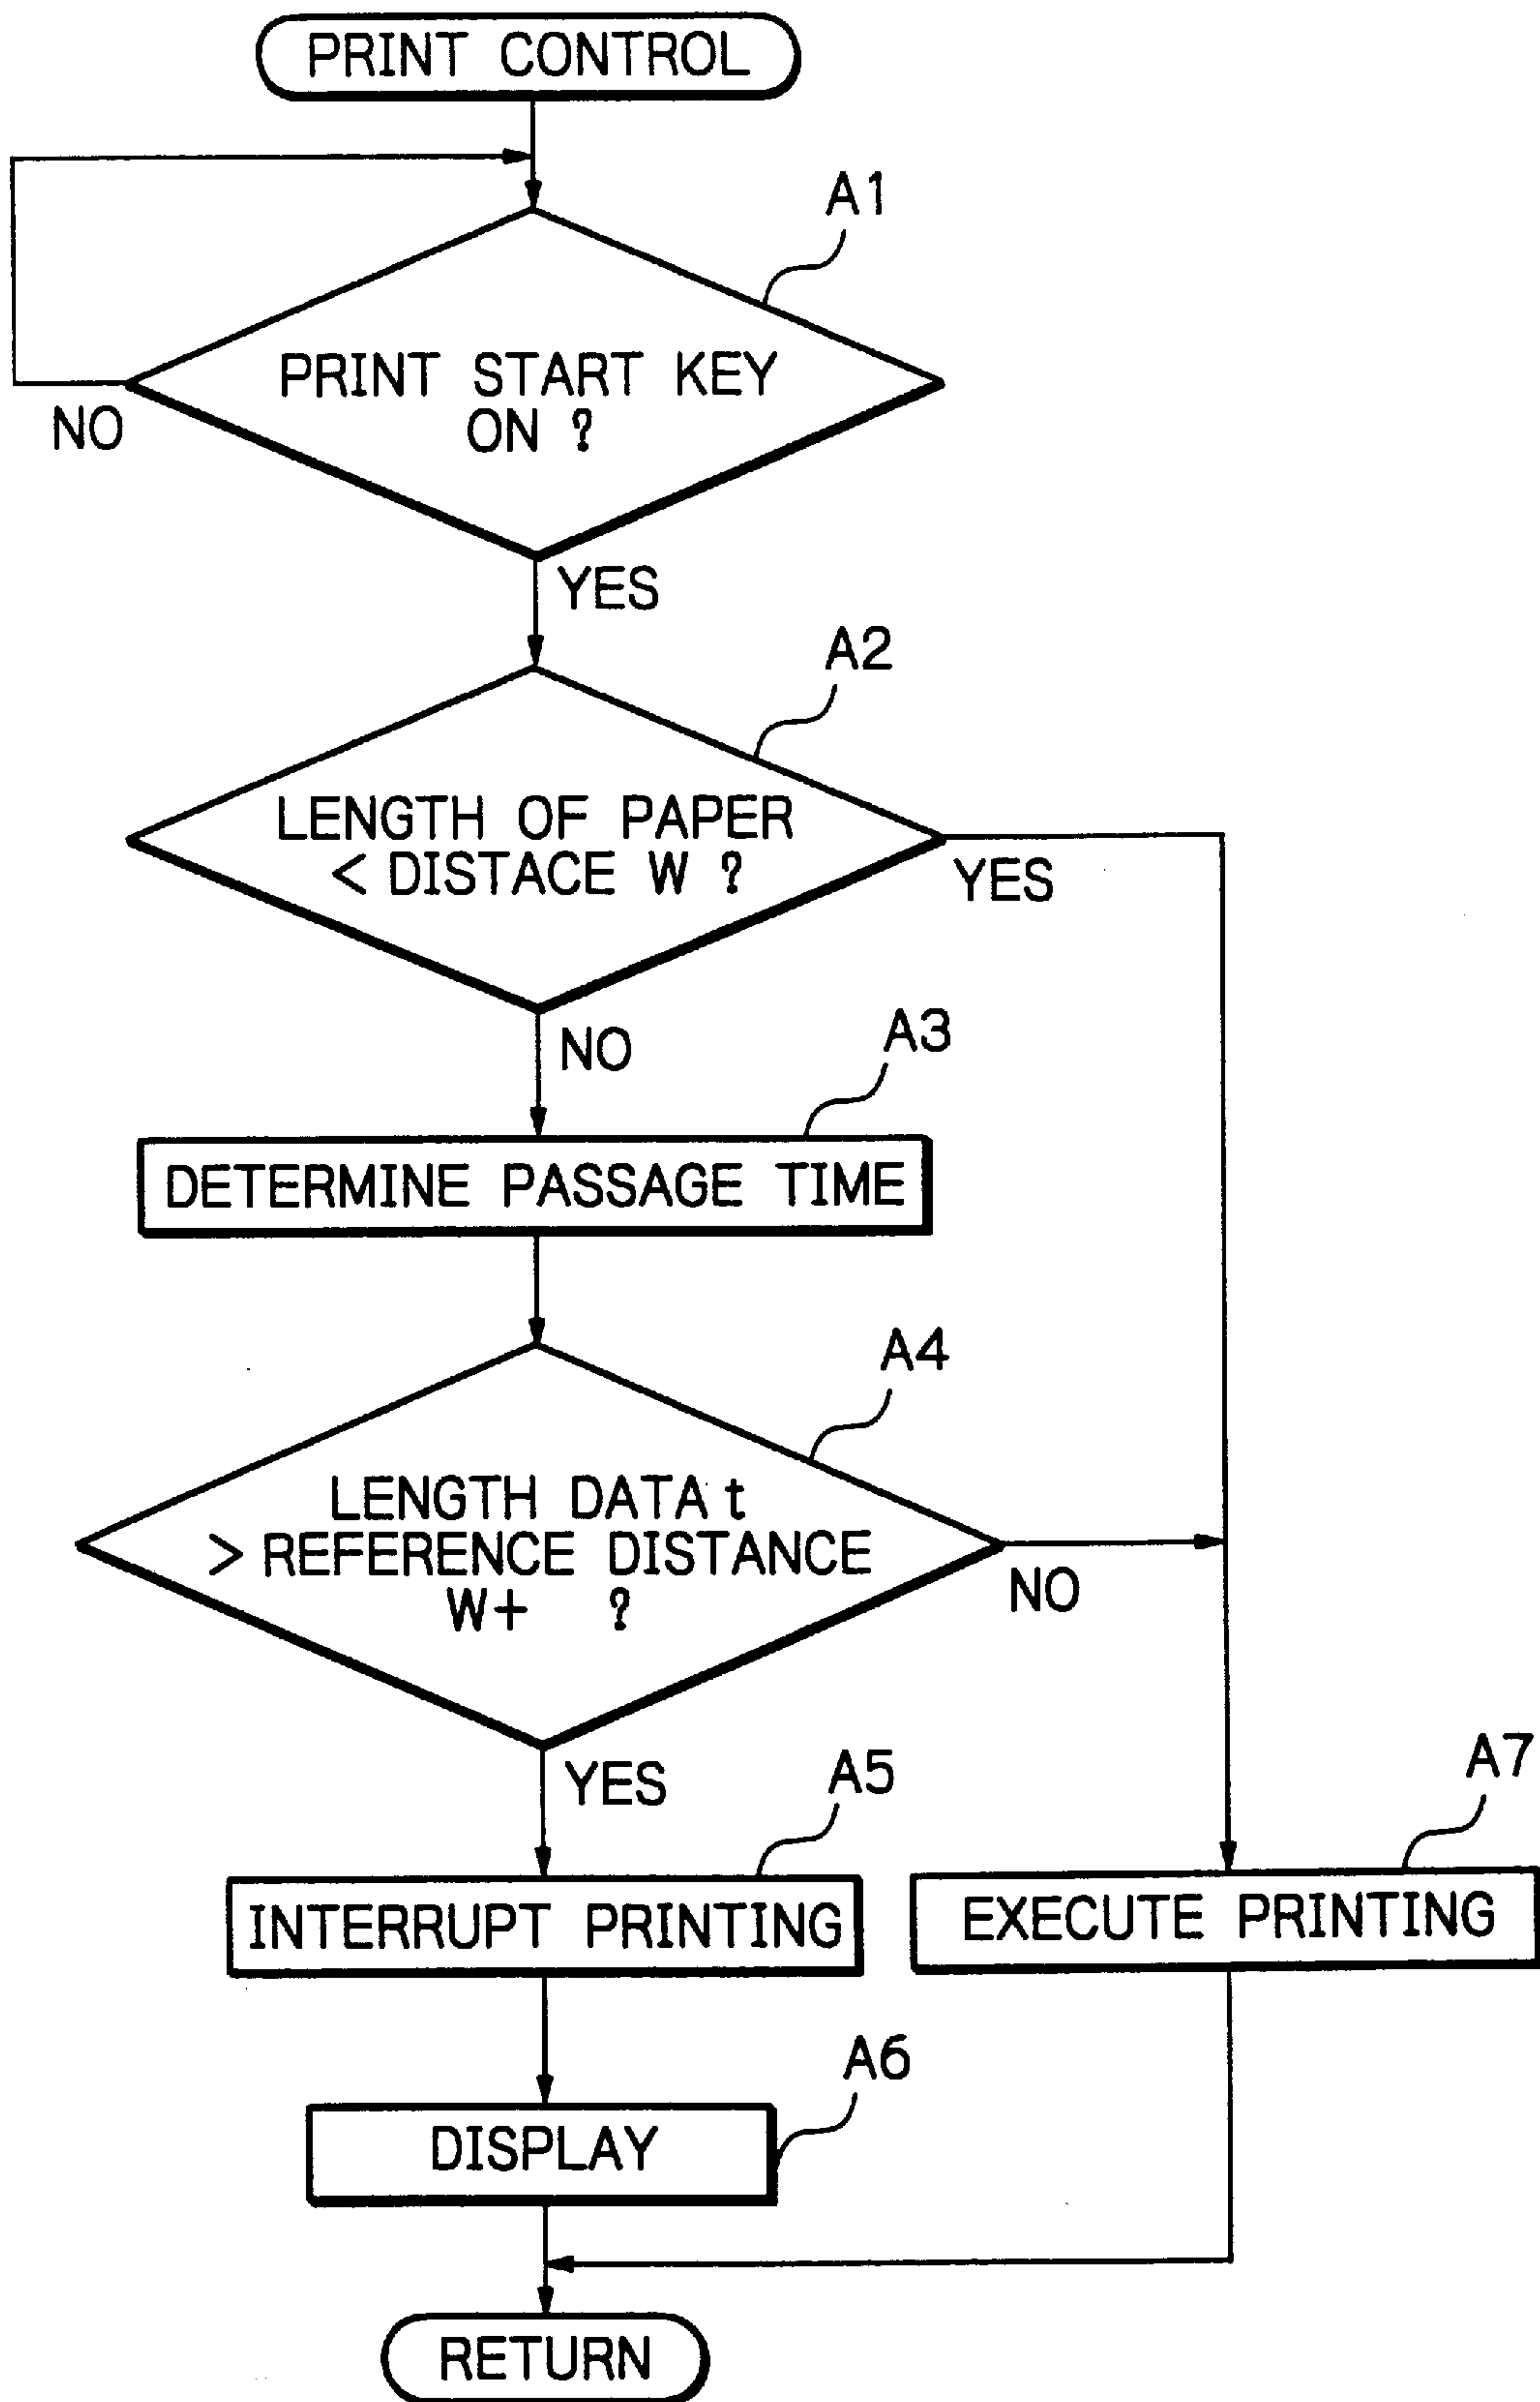 PRINT CONTROL
A1
PRINT START KEY
ON ?
NO
YES
A2
LENGTH OF PAPER
< DISTACE W ?
YES
NO
A3
DETERMINE PASSAGE TIME
A4
LENGTH DATA t
> REFERENCE DISTANCE
W+ ?
NO
YES
A5
INTERRUPT PRINTING
A7
EXECUTE PRINTING
A6
DISPLAY
RETURN